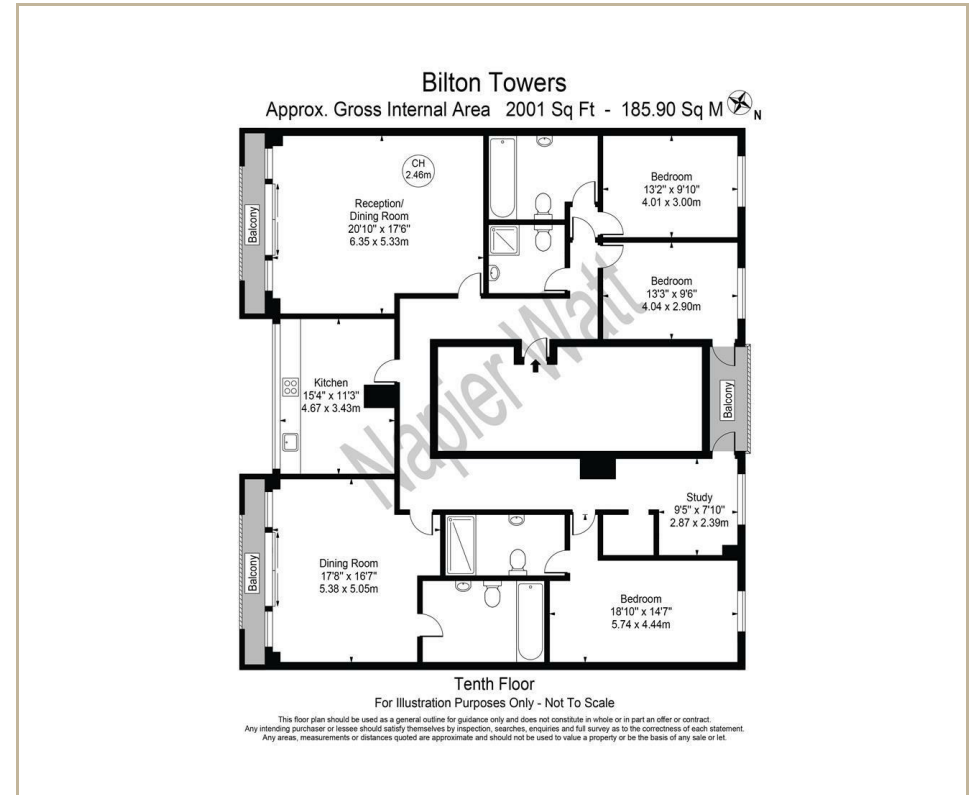 Bilton Towers
Approx. Gross Internal Area 2001 Sq Ft - 185.90 Sq M
N
CH
2.46m
Reception/
Dining Room
20'10" x 17'6"
6.35 x 5.33m
Balcony
Bedroom
13'2" x 9'10"
4.01 x 3.00m
Bedroom
13'3" x 9'6"
4.04 x 2.90m
Napier Watt
Kitchen
15'4" x 11'3"
4.67 x 3.43m
Balcony
Study
9'5" x 7'10"
2.87 x 2.39m
Balcony
Dining Room
17'8" x 16'7"
5.38 x 5.05m
Bedroom
18'10" x 14'7"
5.74 x 4.44m
Tenth Floor
For Illustration Purposes Only - Not To Scale
This floor plan should be used as a general outline for guidance only and does not constitute in whole or in part an offer or contract.
Any intending purchaser or lessee should satisfy themselves by inspection, searches, enquiries and full survey as to the correctness of each statement.
Any areas, measurements or distances quoted are approximate and should not be used to value a property or be the basis of any sale or let.